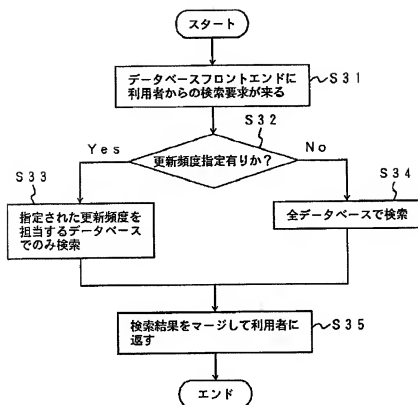 スタート
データベースフロントエンドに
利用者からの検索要求が来る
S31
S32
更新頻度指定有りか?
Yes
No
S33
指定された更新頻度を
担当するデータベース
でのみ検索
S34
全データベースで検索
検索結果をマージして利用者に
返す
S35
エンド